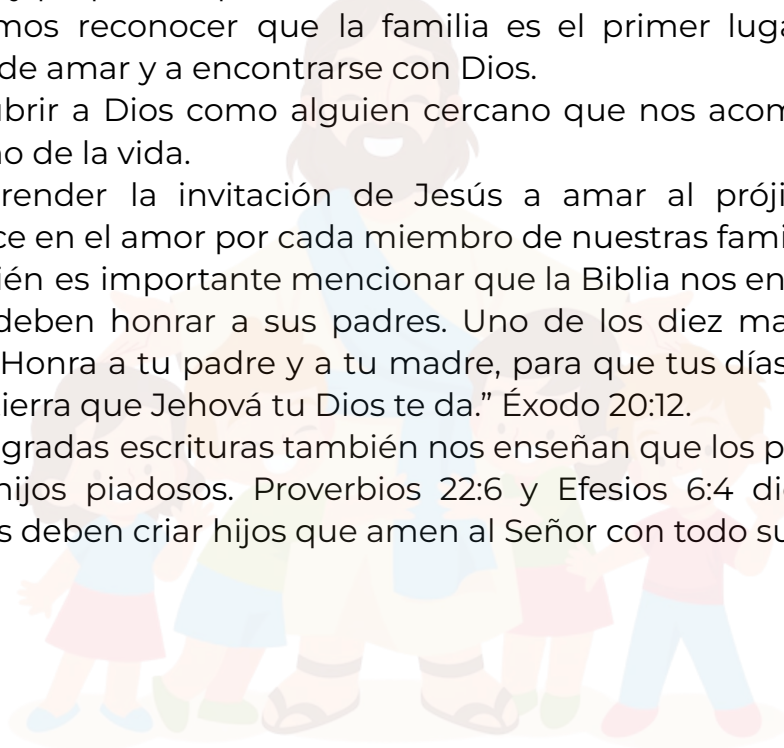 mos reconocer que la familia es el primer lug
de amar y a encontrarse con Dios.
brir a Dios como alguien cercano que nos acom
o de la vida.
render la invitación de Jesús a amar al próji
ce en el amor por cada miembro de nuestras fami
ién es importante mencionar que la Biblia nos en
deben honrar a sus padres. Uno de los diez ma
Honra a tu padre y a tu madre, para que tus días
ierra que Jehová tu Dios te da.” Éxodo 20:12.
gradas escrituras también nos enseñan que los p
hijos piadosos. Proverbios 22:6 y Efesios 6:4 di
s deben criar hijos que amen al Señor con todo su